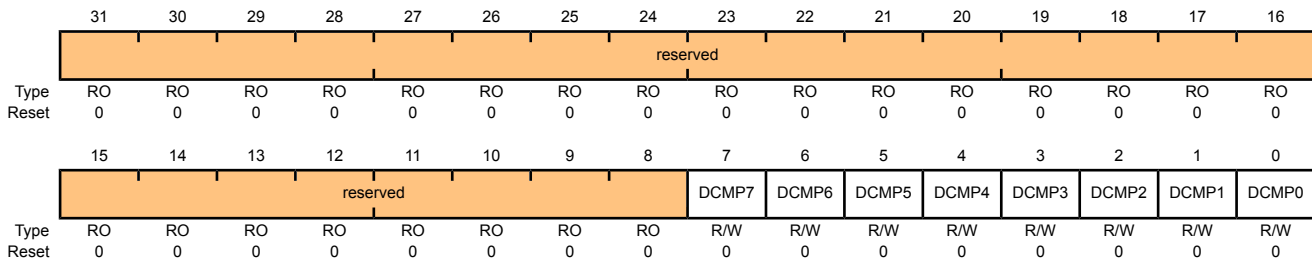 31 30 29 28 27 26 25 24 23 22 21 20 19 18 17 16
reserved
Type RO RO RO RO RO RO RO RO RO RO RO RO RO RO RO RO
Reset 0 0 0 0 0 0 0 0 0 0 0 0 0 0 0 0
15 14 13 12 11 10 9 8 7 6 5 4 3 2 1 0
reserved DCMP7 DCMP6 DCMP5 DCMP4 DCMP3 DCMP2 DCMP1 DCMP0
Type RO RO RO RO RO RO RO RO R/W R/W R/W R/W R/W R/W R/W R/W
Reset 0 0 0 0 0 0 0 0 0 0 0 0 0 0 0 0